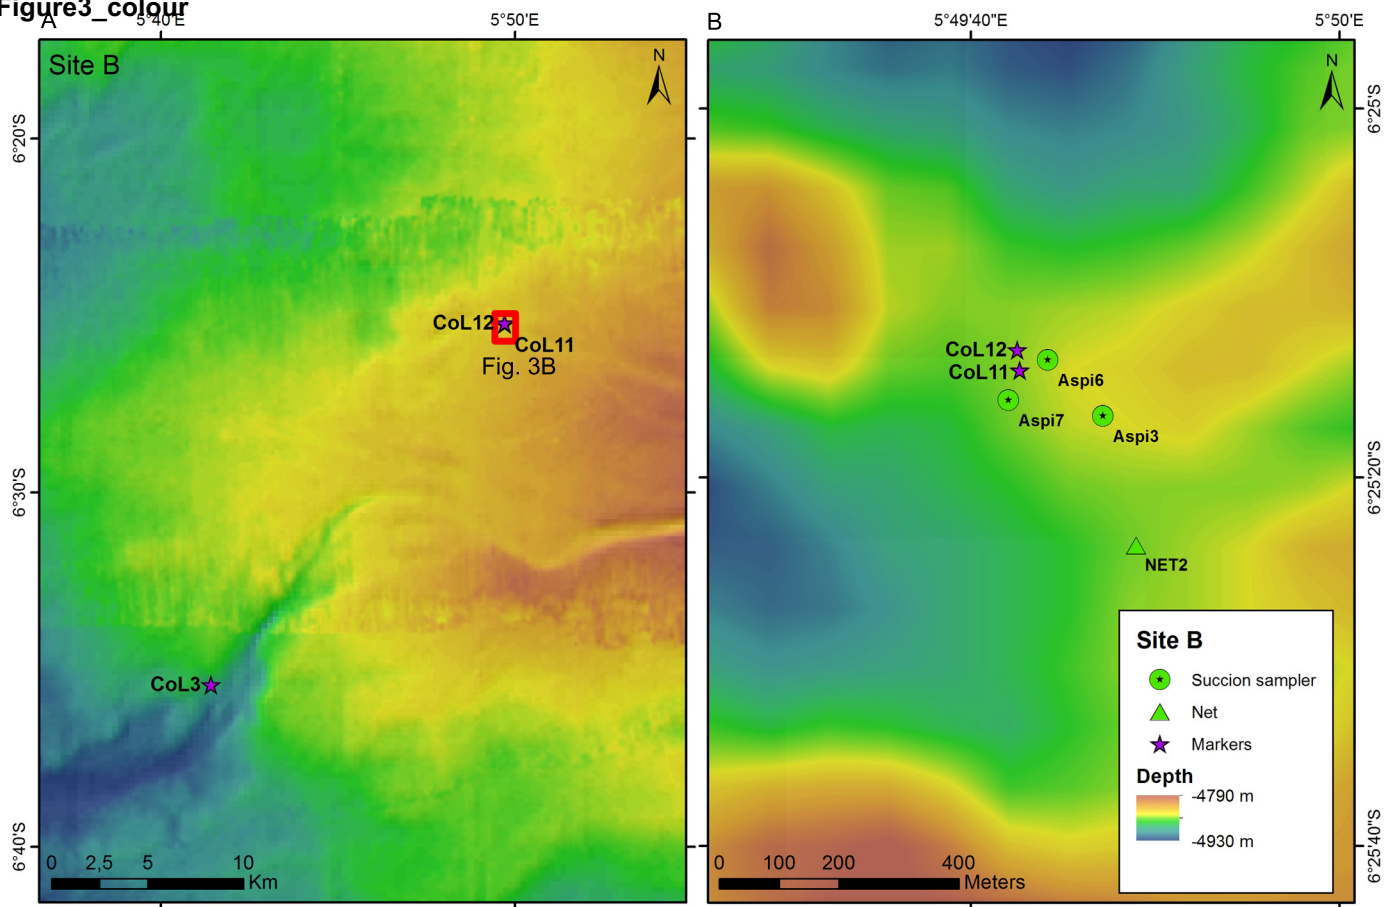 Figure3_colour
A
5°40'E
5°50'E
B
5°49'40"E
5°50'E
Site B
N
N
6°20'S
6°30'S
6°40'S
6°25'S
6°25'20"S
6°25'40"S
CoL12
CoL11
Fig. 3B
CoL3
0 2,5 5 10
Km
CoL12
CoL11
Aspi6
Aspi7
Aspi3
NET2
Site B
Succion sampler
Net
Markers
Depth
-4790 m
-4930 m
0 100 200 400
Meters